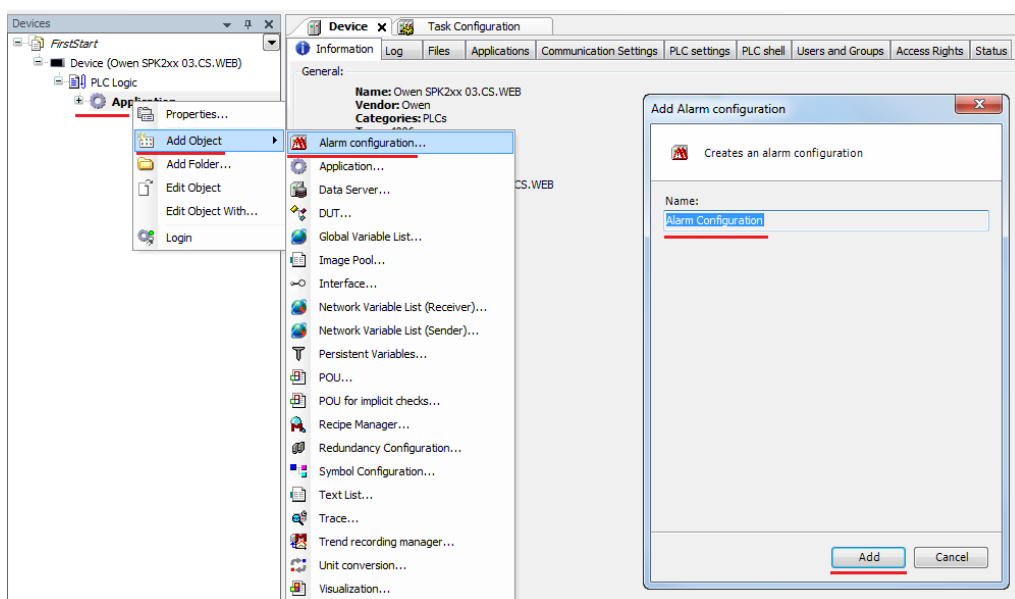 Devices
FirstStart
Device (Owen SPK2xx 03.CS.WEB)
PLC Logic
Application
Properties...
Add Object
Add Folder...
Edit Object
Edit Object With...
Login
Alarm configuration...
Application...
Data Server...
DUT...
Global Variable List...
Image Pool...
Interface...
Network Variable List (Receiver)...
Network Variable List (Sender)...
Persistent Variables...
POU...
POU for implicit checks...
Recipe Manager...
Redundancy Configuration...
Symbol Configuration...
Text List...
Trace...
Trend recording manager...
Unit conversion...
Visualization...
Device Task Configuration
Information Log Files Applications Communication Settings PLC settings PLC shell Users and Groups Access Rights Status
General:
Name: Owen SPK2xx 03.CS.WEB
Vendor: Owen
Categories: PLCs
CS.WEB
Add Alarm configuration
Creates an alarm configuration
Name:
Alarm Configuration
Add Cancel